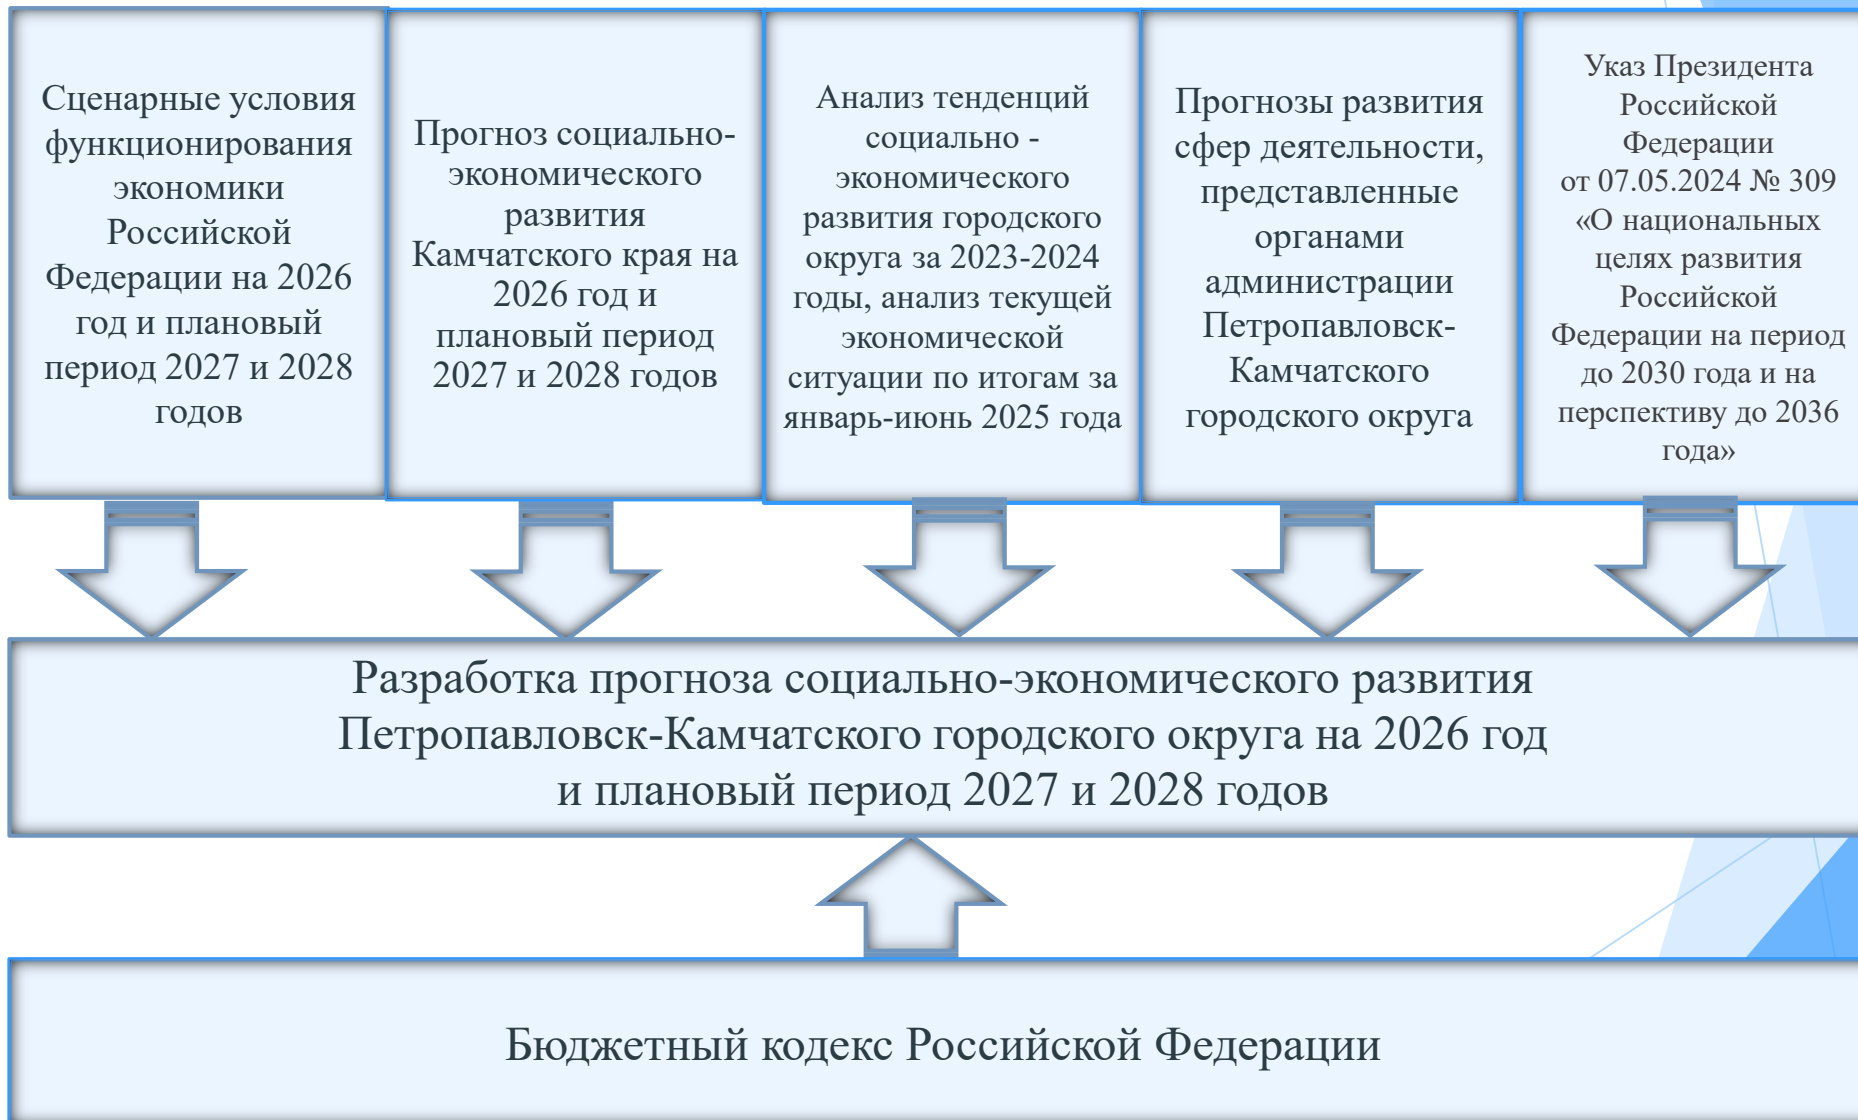 Сценарные условия
функционирования
экономики
Российской
Федерации на 2026
год и плановый
период 2027 и 2028
годов
Прогноз социально-
экономического
развития
Камчатского края на
2026 год и
плановый период
2027 и 2028 годов
Анализ тенденций
социально -
экономического
развития городского
округа за 2023-2024
годы, анализ текущей
экономической
ситуации по итогам за
январь-июнь 2025 года
Прогнозы развития
сфер деятельности,
представленные
органами
администрации
Петропавловск-
Камчатского
городского округа
Указ Президента
Российской
Федерации
от 07.05.2024 № 309
«О национальных
целях развития
Российской
Федерации на период
до 2030 года и на
перспективу до 2036
года»
Разработка прогноза социально-экономического развития
Петропавловск-Камчатского городского округа на 2026 год
и плановый период 2027 и 2028 годов
Бюджетный кодекс Российской Федерации